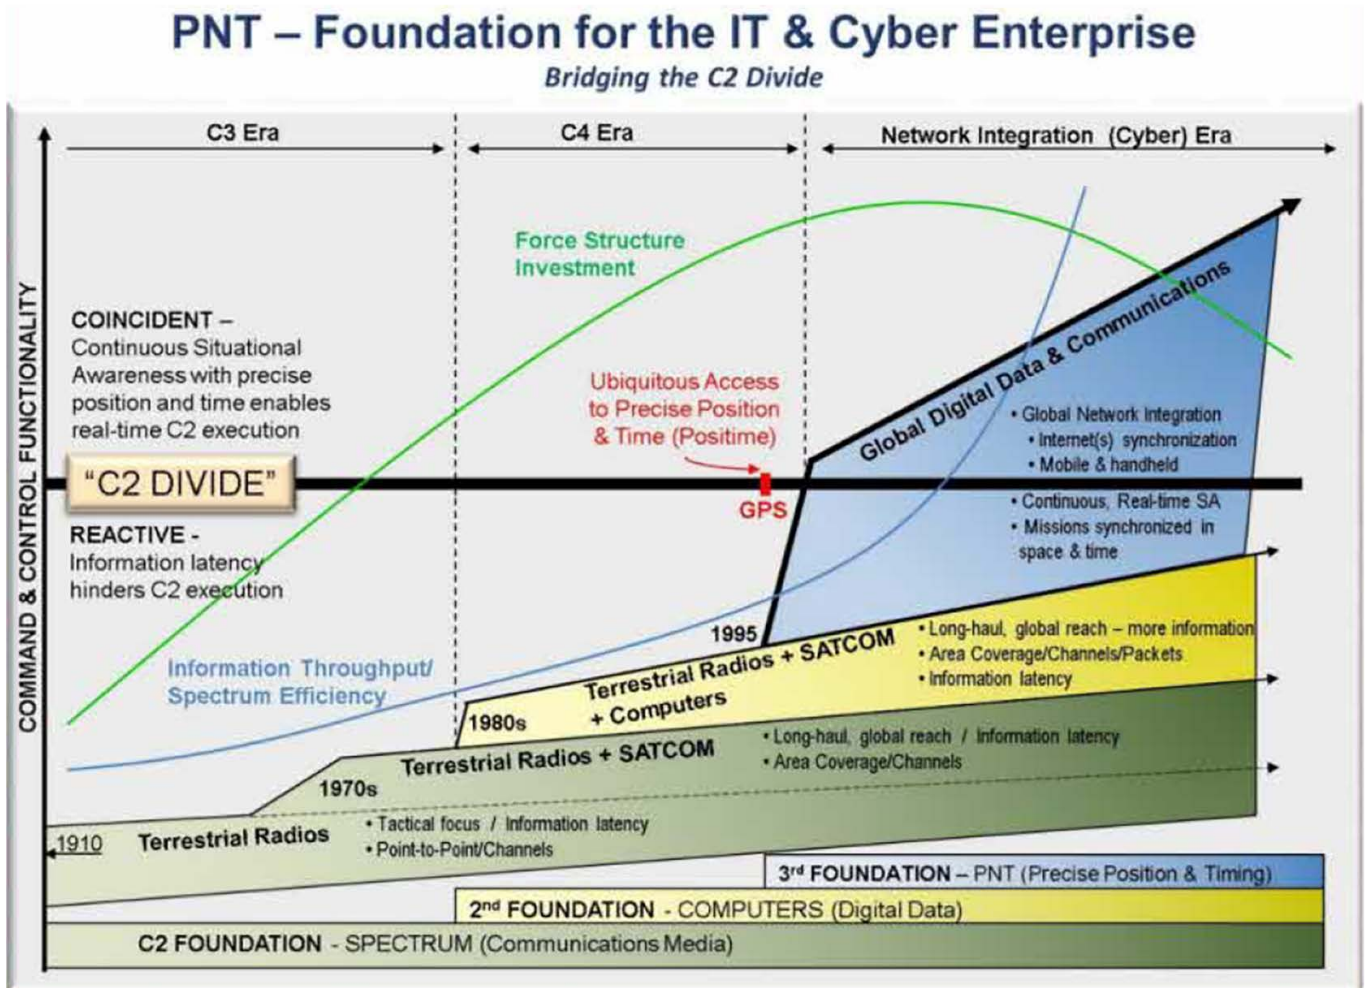 PNT – Foundation for the IT & Cyber Enterprise
Bridging the C2 Divide
C3 Era
C4 Era
Network Integration (Cyber) Era
COMMAND & CONTROL FUNCTIONALITY
Force Structure
Investment
COINCIDENT –
Continuous Situational
Awareness with precise
position and time enables
real-time C2 execution
Ubiquitous Access
to Precise Position
& Time (Positime)
Global Digital Data & Communications
• Global Network Integration
• Internet(s) synchronization
• Mobile & handheld
"C2 DIVIDE"
GPS
• Continuous, Real-time SA
• Missions synchronized in
space & time
REACTIVE -
Information latency
hinders C2 execution
Information Throughput/
Spectrum Efficiency
1995
Terrestrial Radios + SATCOM
+ Computers
• Long-haul, global reach – more information
• Area Coverage/Channels/Packets
• Information latency
1980s
Terrestrial Radios + SATCOM
• Long-haul, global reach / Information latency
• Area Coverage/Channels
1970s
1910
Terrestrial Radios
• Tactical focus / Information latency
• Point-to-Point/Channels
3rd FOUNDATION – PNT (Precise Position & Timing)
2nd FOUNDATION - COMPUTERS (Digital Data)
C2 FOUNDATION - SPECTRUM (Communications Media)